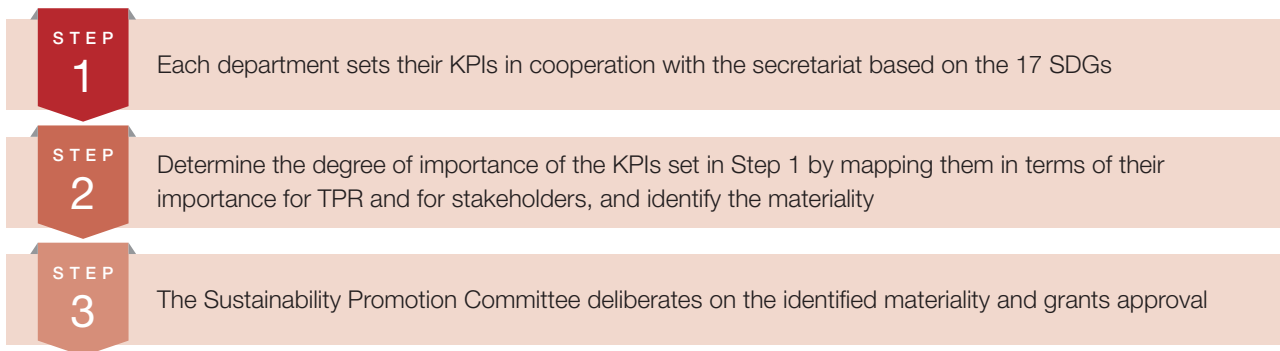 STEP
1
Each department sets their KPIs in cooperation with the secretariat based on the 17 SDGs
STEP
2
Determine the degree of importance of the KPIs set in Step 1 by mapping them in terms of their
importance for TPR and for stakeholders, and identify the materiality
STEP
3
The Sustainability Promotion Committee deliberates on the identified materiality and grants approval